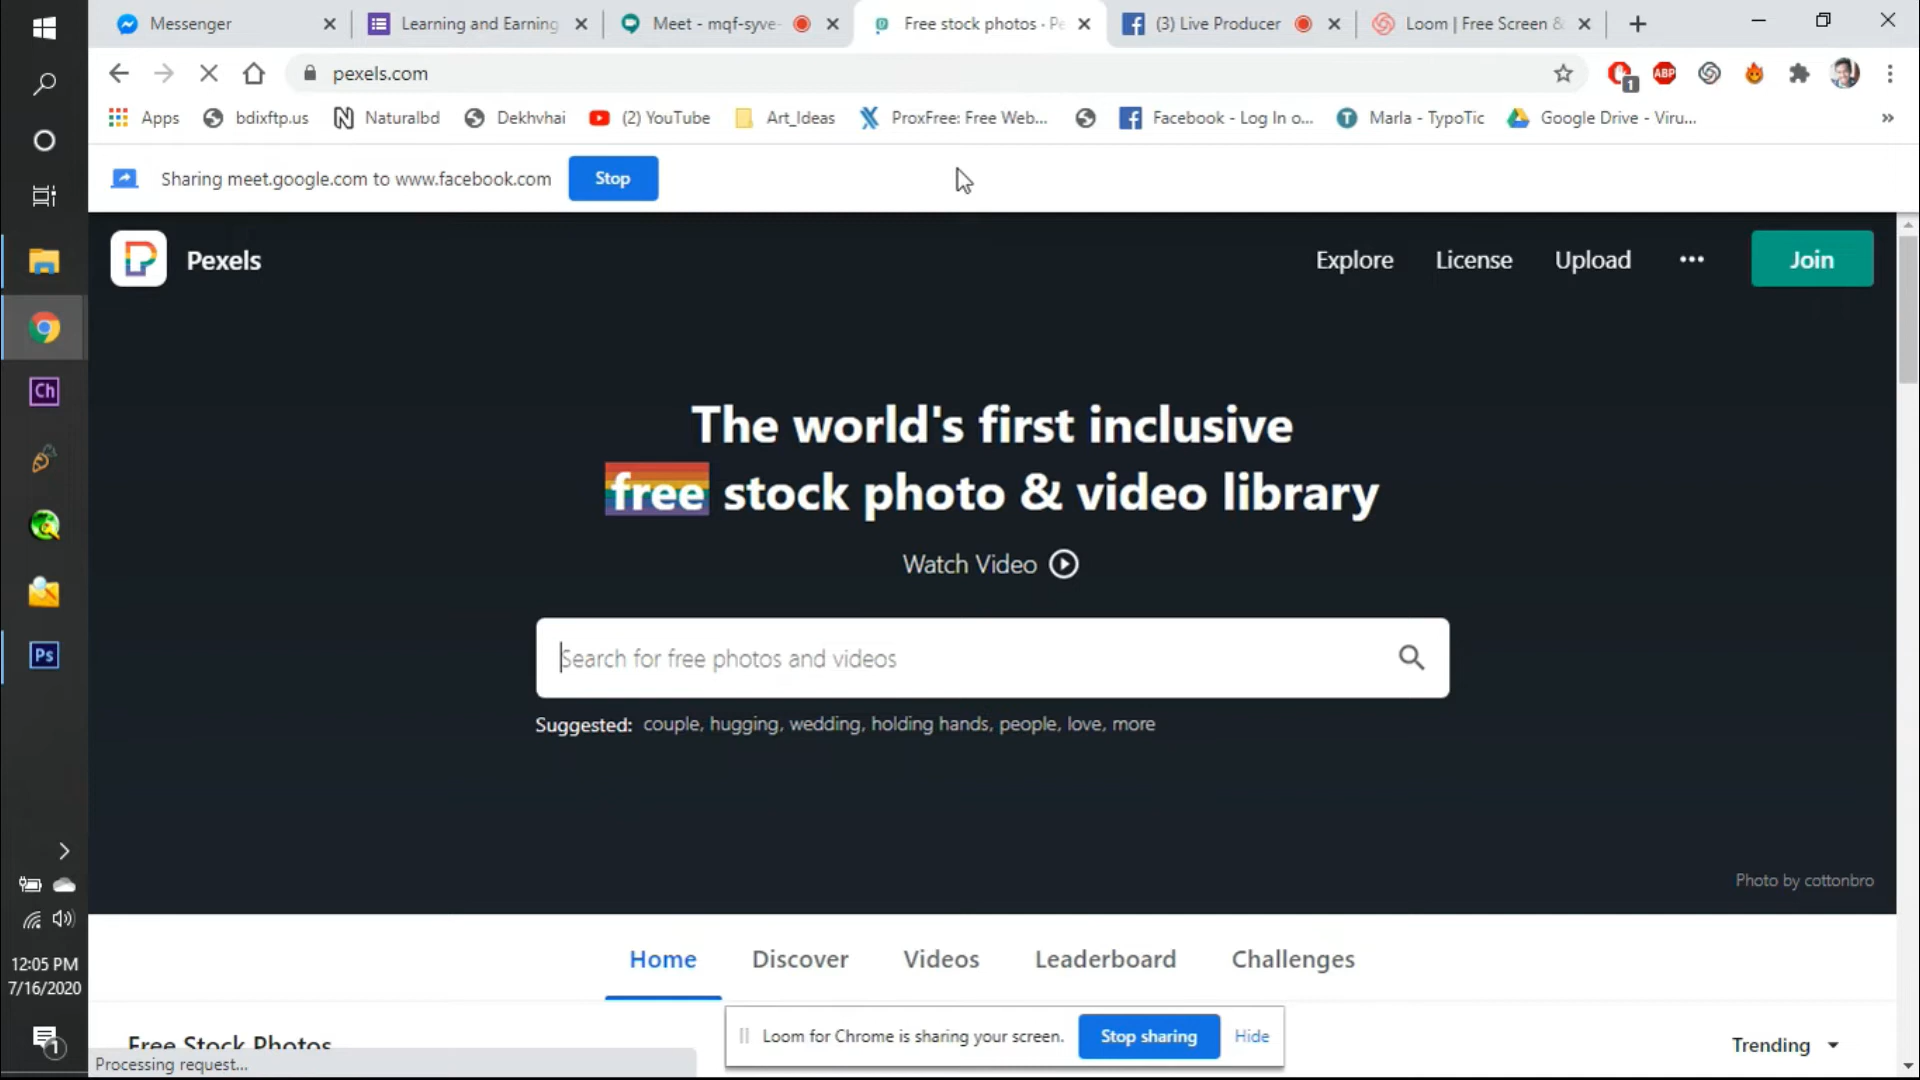 Messenger
Learning and Earning
Meet - mqf-syve-
Free stock photos · Pe
(3) Live Producer
Loom | Free Screen &
pexels.com
1
ABP
Apps
bdixftp.us
Naturalbd
Dekhvhai
(2) YouTube
Art_Ideas
ProxFree: Free Web...
Facebook - Log In o...
Marla - TypoTic
Google Drive - Viru...
»
Sharing meet.google.com to www.facebook.com
Stop
Pexels
Explore
License
Upload
Join
The world's first inclusive
free stock photo & video library
Watch Video
Search for free photos and videos
Suggested: couple, hugging, wedding, holding hands, people, love, more
Photo by cottonbro
Home
Discover
Videos
Leaderboard
Challenges
Free Stock Photos
Trending
Loom for Chrome is sharing your screen.
Stop sharing
Hide
Processing request...
Ch
Ps
12:05 PM
7/16/2020
1